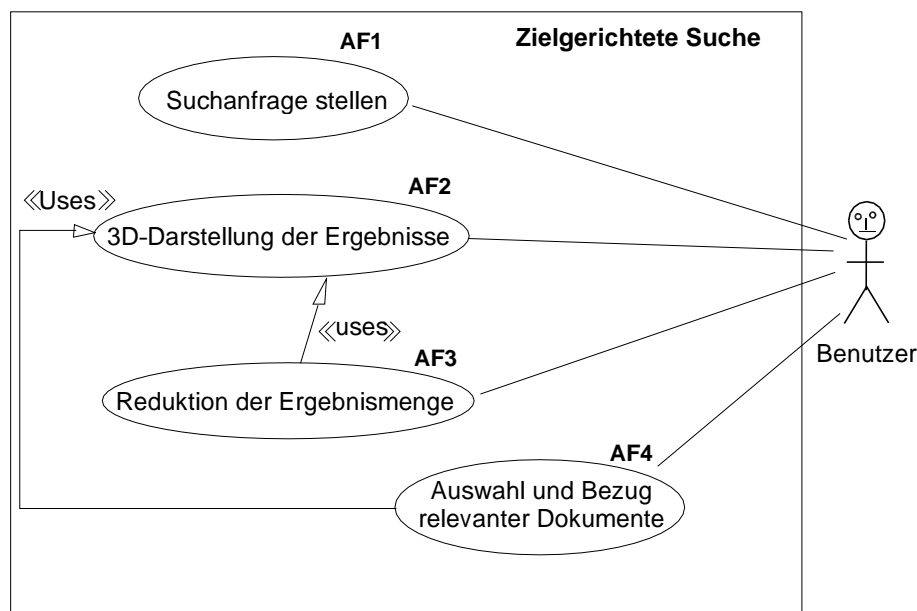 AF1
Zielgerichtete Suche
Suchanfrage stellen
AF2
《Uses》
3D-Darstellung der Ergebnisse
《uses》
AF3
Benutzer
Reduktion der Ergebnismenge
AF4
Auswahl und Bezug
relevanter Dokumente